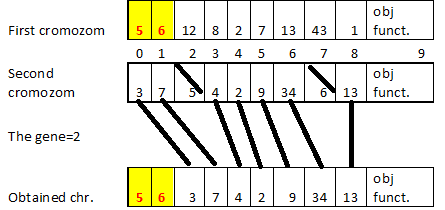 obj
First cromozom 5 6 12 8 2 7 13 43 1 funct.
0 1 2 3 4 5 6 7 8 9
Second obj
cromozom 3 7 5 4 2 9 34 6 13 funct.
The gene=2
obj
Obtained chr. 5 6 3 7 4 2 9 34 13 funct.